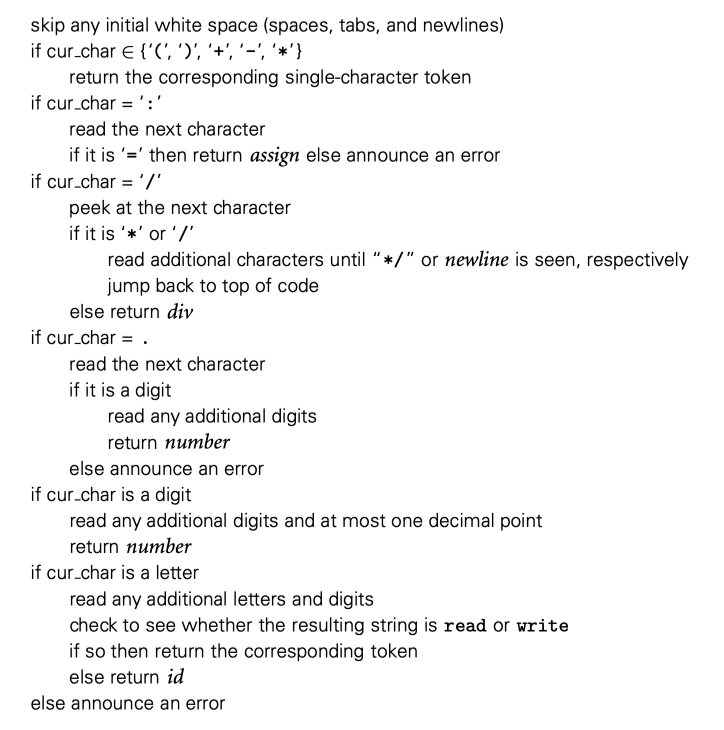 skip any initial white space (spaces, tabs, and newlines)
if cur_char ∈ {'(', ')', '+', '-', '*'}
return the corresponding single-character token
if cur_char = ':'
read the next character
if it is '=' then return assign else announce an error
if cur_char = '/'
peek at the next character
if it is '*' or '/'
read additional characters until "*/" or newline is seen, respectively
jump back to top of code
else return div
if cur_char = .
read the next character
if it is a digit
read any additional digits
return number
else announce an error
if cur_char is a digit
read any additional digits and at most one decimal point
return number
if cur_char is a letter
read any additional letters and digits
check to see whether the resulting string is read or write
if so then return the corresponding token
else return id
else announce an error